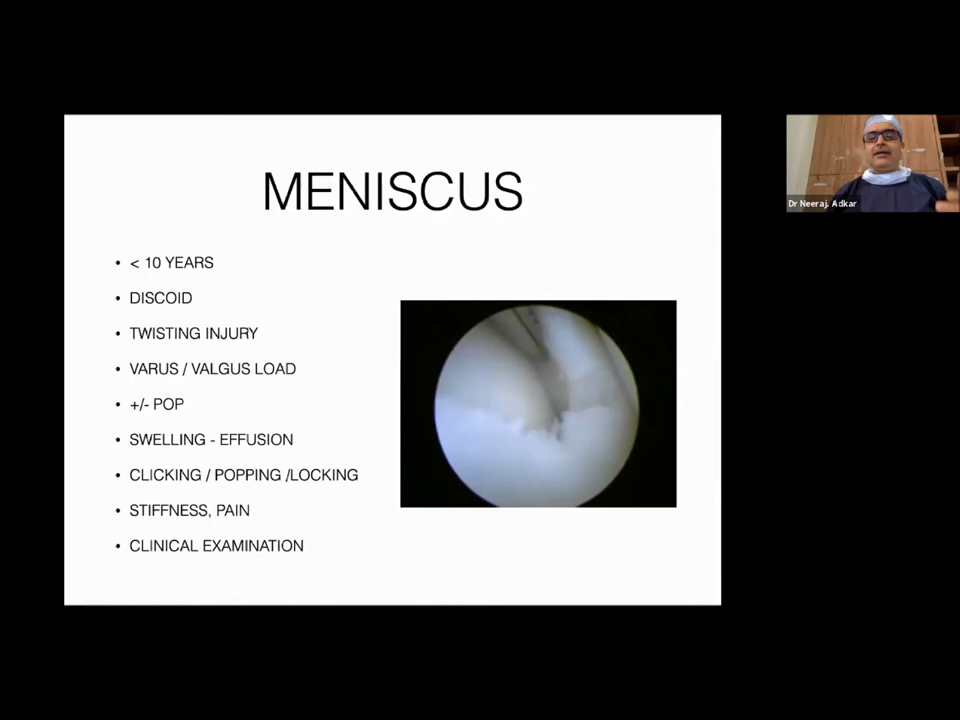 MENISCUS
• < 10 YEARS
• DISCOID
• TWISTING INJURY
• VARUS / VALGUS LOAD
• +/- POP
• SWELLING - EFFUSION
• CLICKING / POPPING /LOCKING
• STIFFNESS, PAIN
• CLINICAL EXAMINATION
Dr Neeraj. Adkar